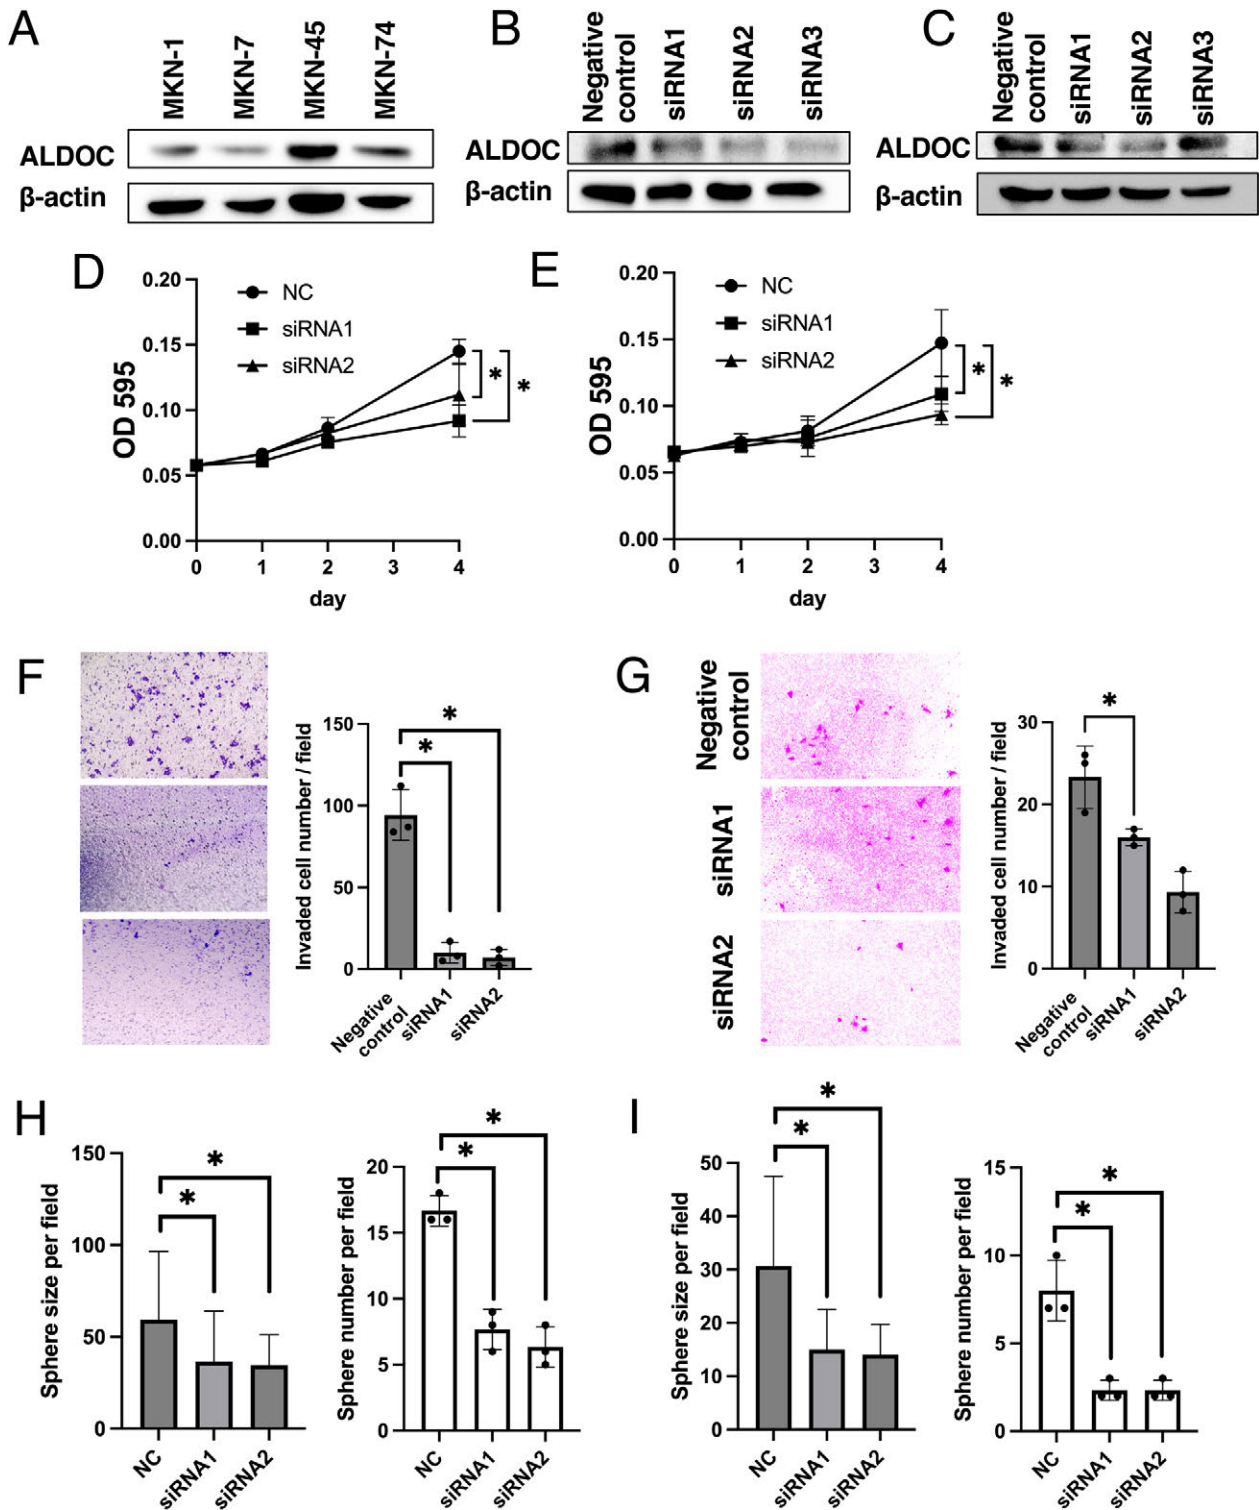 A
MKN-1
MKN-7
MKN-45
MKN-74
ALDOC
β-actin
B
Negative
control
siRNA1
siRNA2
siRNA3
ALDOC
β-actin
C
Negative
control
siRNA1
siRNA2
siRNA3
ALDOC
β-actin
D
0.20
0.15
0.10
0.05
0.00
OD 595
NC
siRNA1
siRNA2
*
*
0
1
2
3
4
day
E
0.20
0.15
0.10
0.05
0.00
OD 595
NC
siRNA1
siRNA2
*
*
0
1
2
3
4
day
F
Invaded cell number / field
150
100
50
0
*
*
Negative
control
siRNA1
siRNA2
G
Negative
control
siRNA1
siRNA2
Invaded cell number / field
30
20
10
0
*
Negative
control
siRNA1
siRNA2
H
Sphere size per field
150
100
50
0
*
*
NC
siRNA1
siRNA2
Sphere number per field
20
15
10
5
0
*
*
NC
siRNA1
siRNA2
I
Sphere size per field
50
40
30
20
10
0
*
*
NC
siRNA1
siRNA2
Sphere number per field
15
10
5
0
*
*
NC
siRNA1
siRNA2